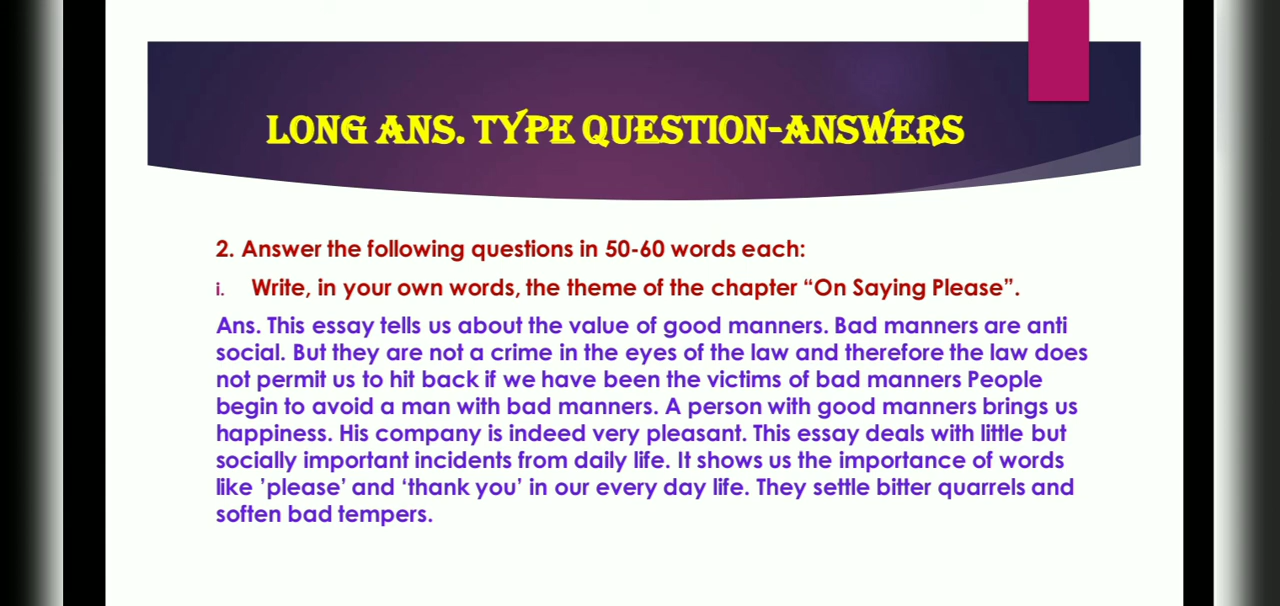 LONG ANS. TYPE QUESTION-ANSWERS
2. Answer the following questions in 50-60 words each:
i. Write, in your own words, the theme of the chapter “On Saying Please”.
Ans. This essay tells us about the value of good manners. Bad manners are anti
social. But they are not a crime in the eyes of the law and therefore the law does
not permit us to hit back if we have been the victims of bad manners People
begin to avoid a man with bad manners. A person with good manners brings us
happiness. His company is indeed very pleasant. This essay deals with little but
socially important incidents from daily life. It shows us the importance of words
like ’please’ and ‘thank you’ in our every day life. They settle bitter quarrels and
soften bad tempers.